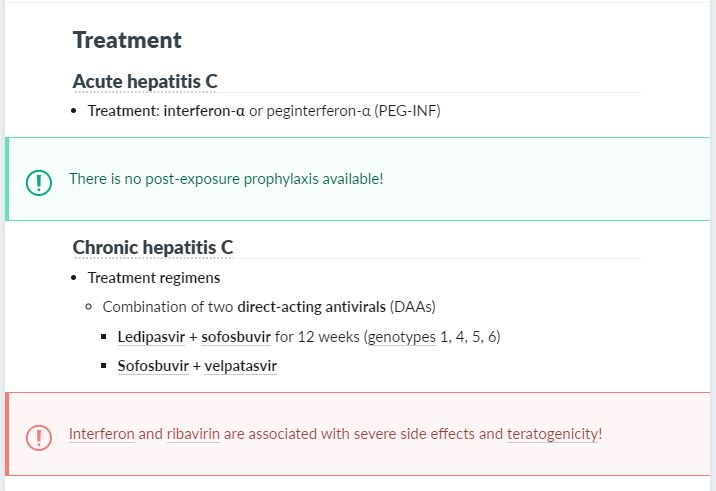 Treatment
Acute hepatitis C
• Treatment: interferon-α or peginterferon-α (PEG-INF)
There is no post-exposure prophylaxis available!
Chronic hepatitis C
• Treatment regimens
◦ Combination of two direct-acting antivirals (DAAs)
▪ Ledipasvir + sofosbuvir for 12 weeks (genotypes 1, 4, 5, 6)
▪ Sofosbuvir + velpatasvir
Interferon and ribavirin are associated with severe side effects and teratogenicity!